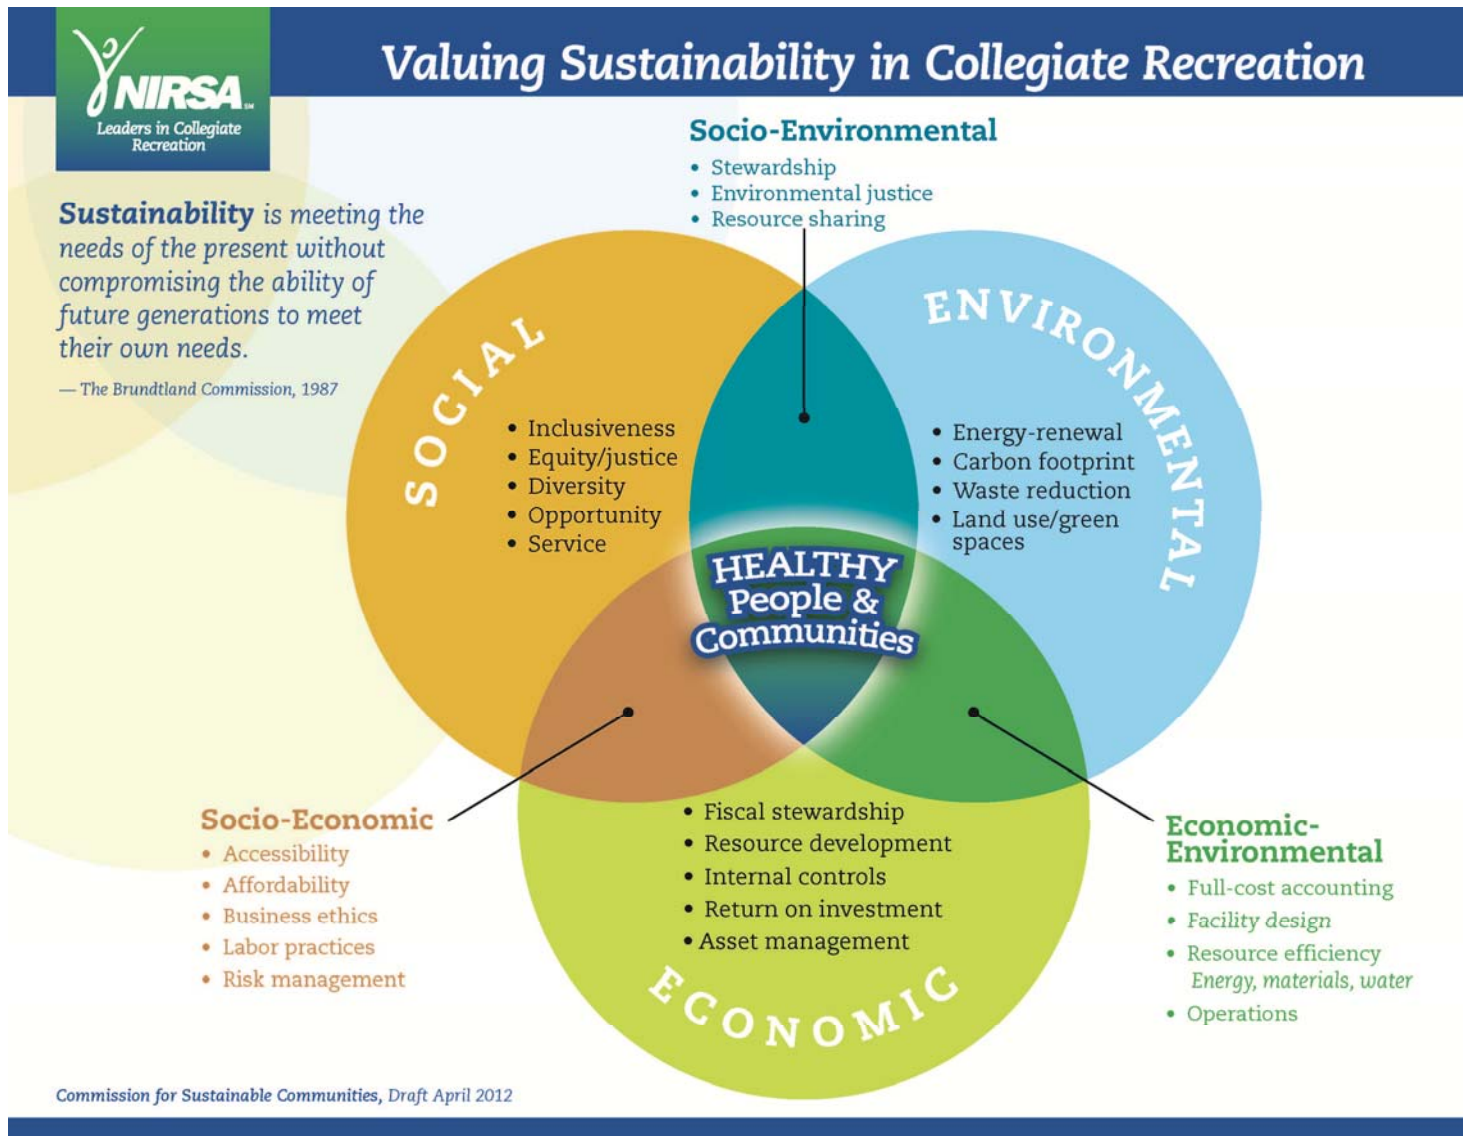 Valuing Sustainability in Collegiate Recreation
NIRSA SM
Leaders in Collegiate
Recreation
Sustainability is meeting the
needs of the present without
compromising the ability of
future generations to meet
their own needs.
— The Brundtland Commission, 1987
Socio-Environmental
• Stewardship
• Environmental justice
• Resource sharing
SOCIAL
• Inclusiveness
• Equity/justice
• Diversity
• Opportunity
• Service
ENVIRONMENTAL
• Energy-renewal
• Carbon footprint
• Waste reduction
• Land use/green
spaces
HEALTHY
People &
Communities
Socio-Economic
• Accessibility
• Affordability
• Business ethics
• Labor practices
• Risk management
• Fiscal stewardship
• Resource development
• Internal controls
• Return on investment
• Asset management
ECONOMIC
Economic-
Environmental
• Full-cost accounting
• Facility design
• Resource efficiency
Energy, materials, water
• Operations
Commission for Sustainable Communities, Draft April 2012